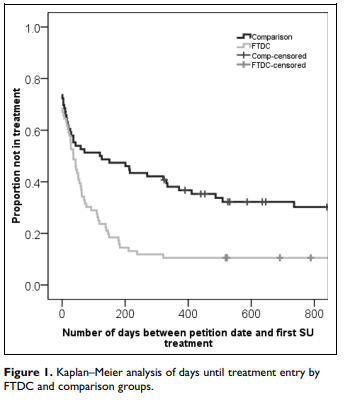 Comparison
FTDC
Comp-censored
FTDC-censored
1.0
0.8
0.6
0.4
0.2
0.0
Proportion not in treatment
0
200
400
600
800
Number of days between petition date and first SU
treatment
Figure 1. Kaplan–Meier analysis of days until treatment entry by
FTDC and comparison groups.